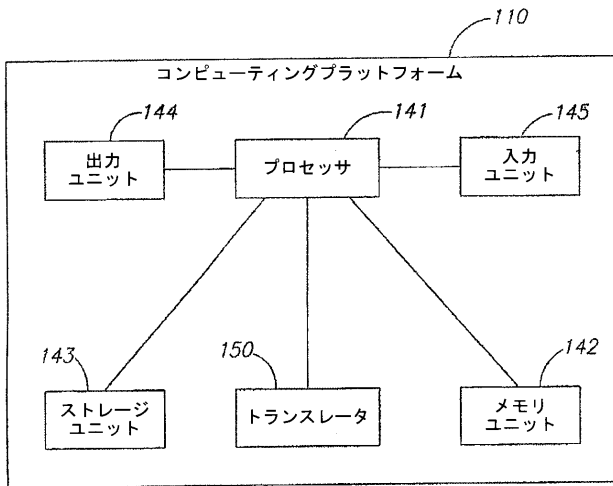 110
コンピューティングプラットフォーム
144
141
145
出力
ユニット
プロセッサ
入力
ユニット
143
150
142
ストレージ
ユニット
トランスレータ
メモリ
ユニット